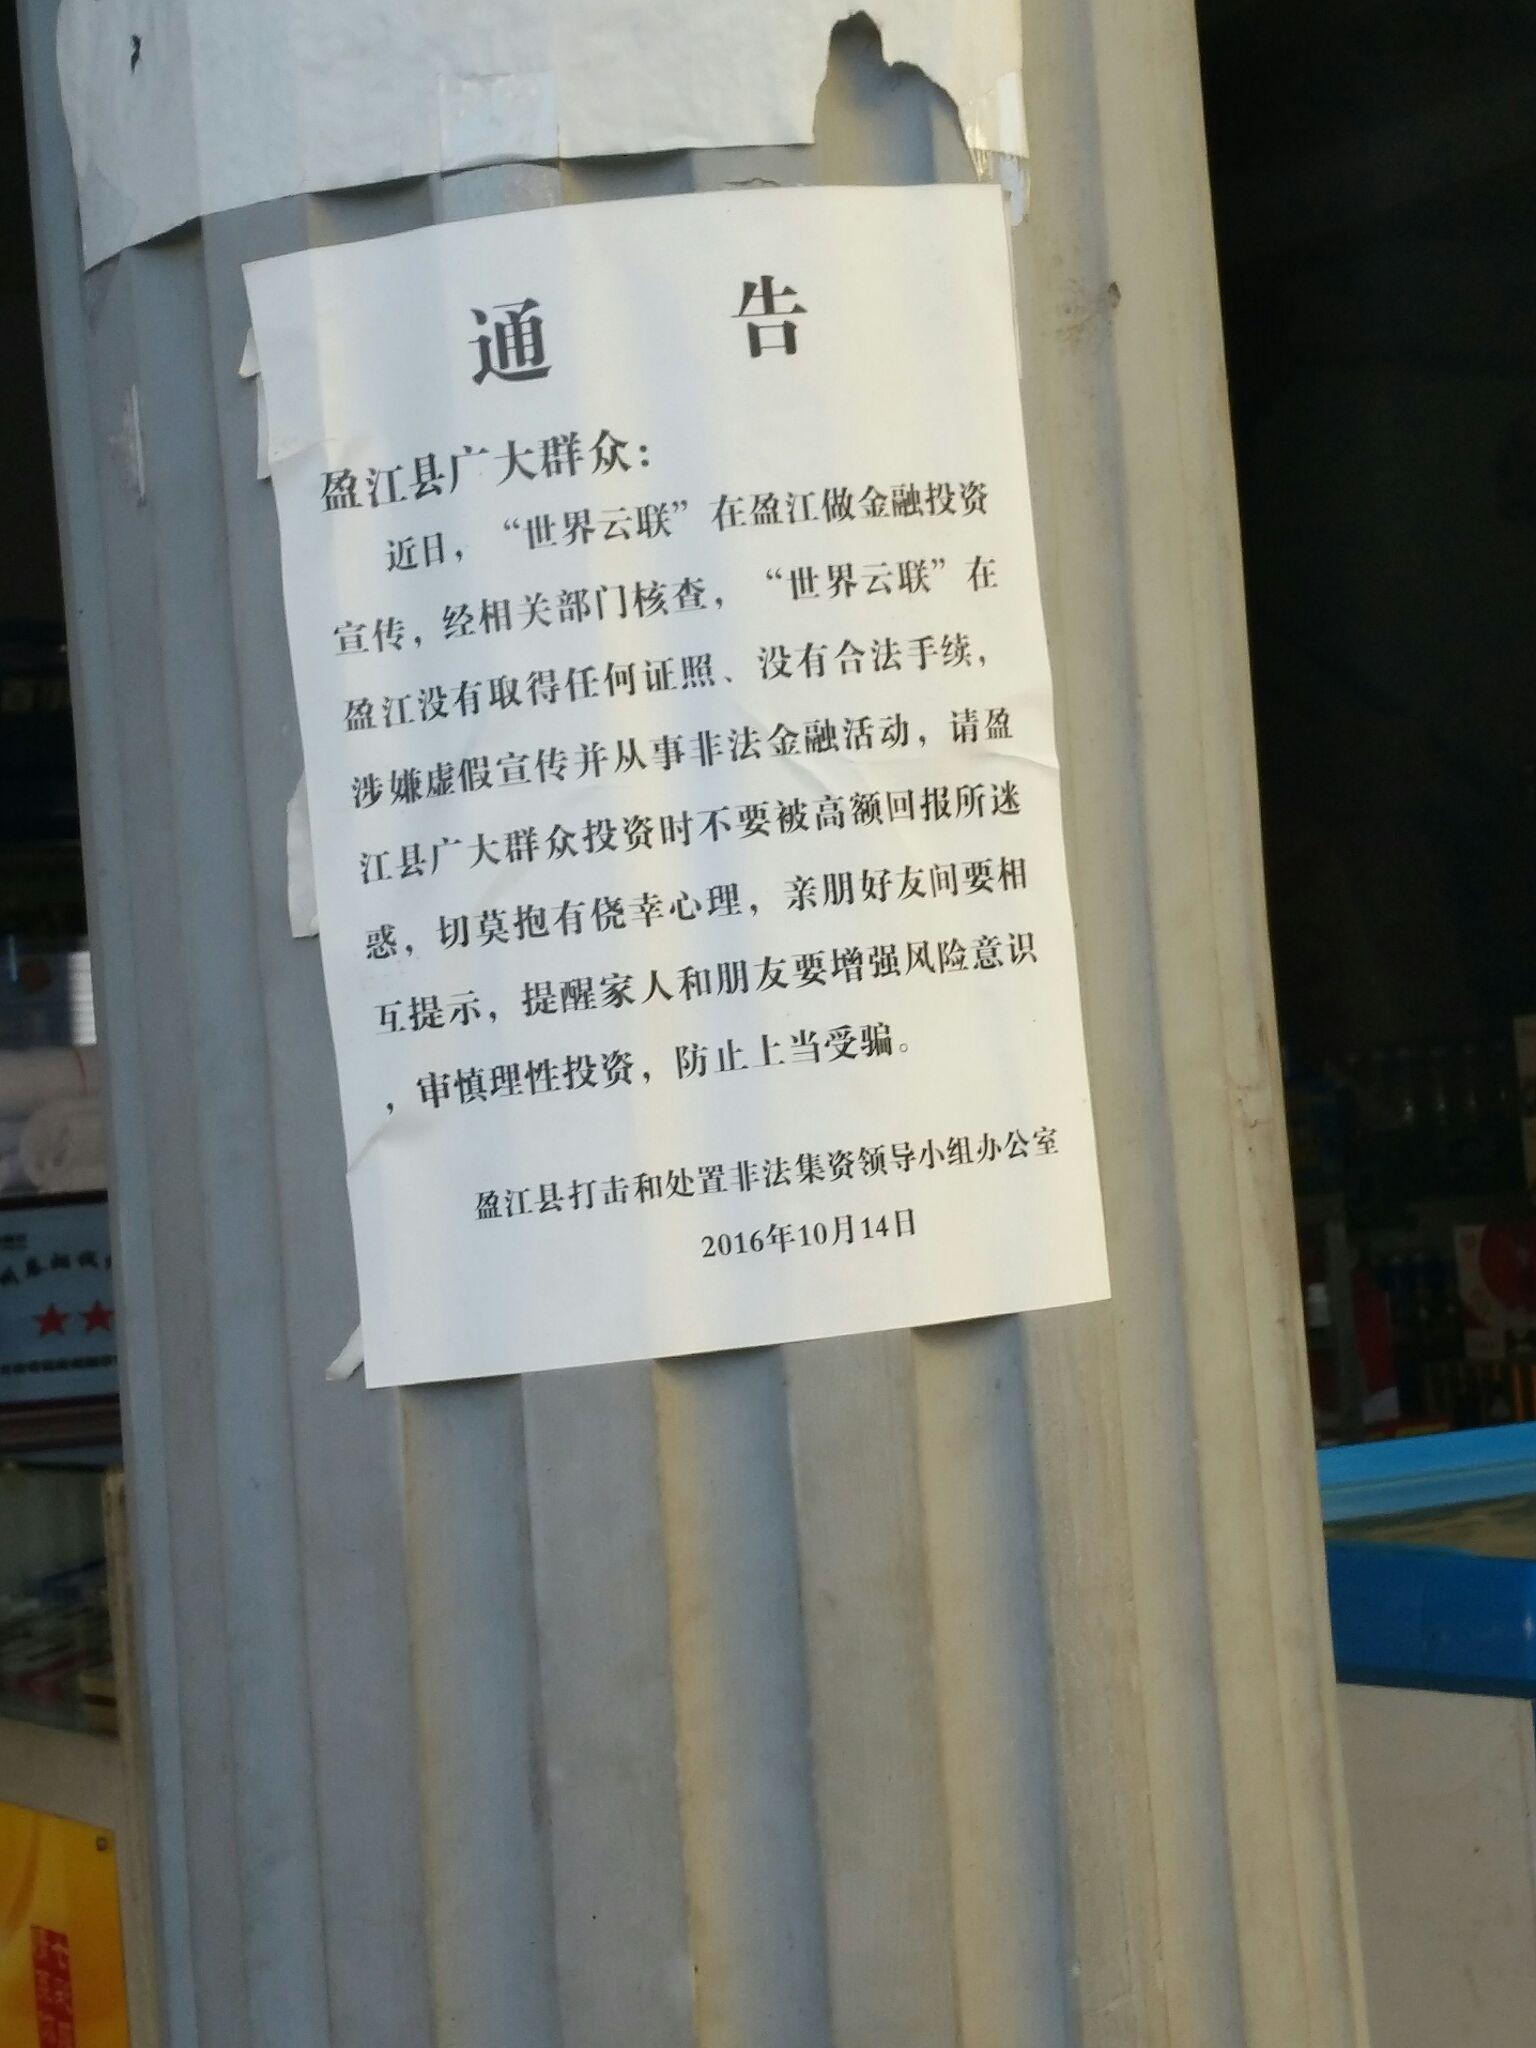 通 告
盈江县广大群众：
近日，“世界云联”在盈江做金融投资
宣传，经相关部门核查，“世界云联”在
盈江没有取得任何证照、没有合法手续，
涉嫌虚假宣传并从事非法金融活动，请盈
江县广大群众投资时不要被高额回报所迷
惑，切莫抱有侥幸心理，亲朋好友间要相
互提示，提醒家人和朋友要增强风险意识
，审慎理性投资，防止上当受骗。
盈江县打击和处置非法集资领导小组办公室
2016年10月14日